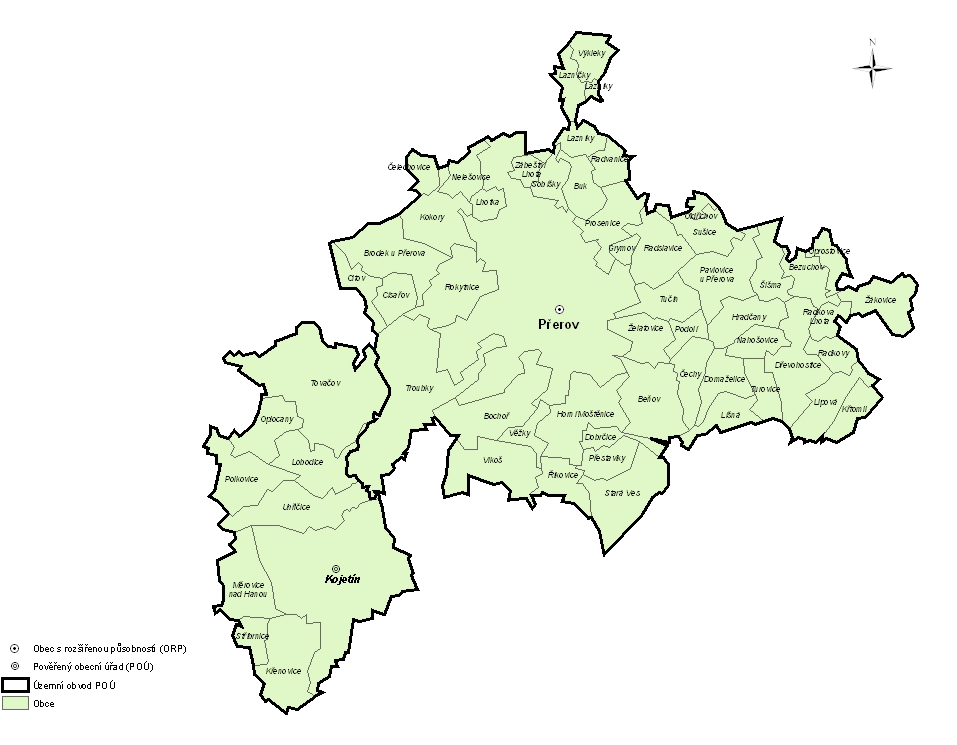 N
Výkleky
Lazničky
Lazníky
Lazníky
Radvanice
Zábeštní
Lhota
Sobíšky
Buk
Čelechovice
Nelešovice
Lhotka
Kokory
Prosenice
Grymov
Radslavice
Oldřichov
Sušice
Oprostovice
Brodek u Přerova
Citov
Císařov
Rokytnice
Pavlovice
u Přerova
Bezuchov
Šišma
Žákovice
Tučín
Přerov
Želatovice
Podolí
Hradčany
Radkova
Lhota
Nahošovice
Radkovy
Dřevohostice
Čechy
Domaželice
Turovice
Tovačov
Troubky
Beňov
Lipová
Křtomil
Líšná
Oplocany
Bochoř
Horní Moštěnice
Věžky
Dobrčice
Lobodice
Vlkoš
Přestavlky
Polkovice
Říkovice
Stará Ves
Uhřičice
Kojetín
Měrovice
nad Hanou
Stříbrnice
Křenovice
Obec s rozšířenou působností (ORP)
Pověřený obecní úřad (POÚ)
Územní obvod POÚ
Obce